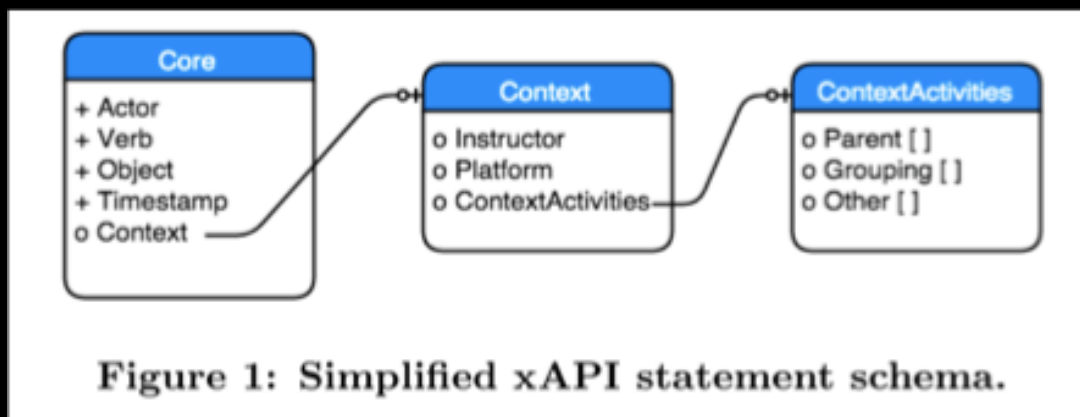 Core
+ Actor
+ Verb
+ Object
+ Timestamp
o Context
Context
o Instructor
o Platform
o ContextActivities
ContextActivities
o Parent [ ]
o Grouping [ ]
o Other [ ]
Figure 1: Simplified xAPI statement schema.